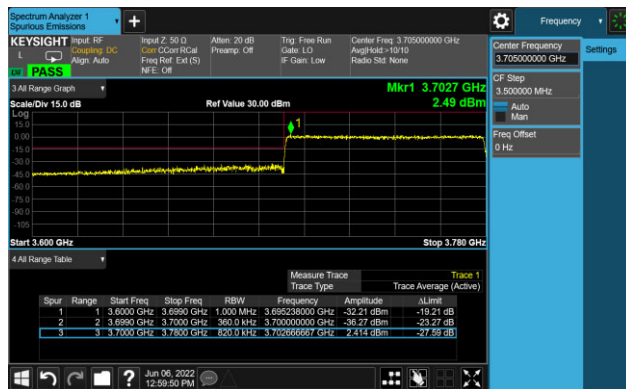 Spectrum Analyzer 1
Spurious Emissions
Frequency
KEYSIGHT Input: RF Input Z: 50 Ω Atten: 20 dB Trig: Free Run Center Freq: 3.705000000 GHz
L Coupling: DC Corr CCorr RCal Preamp: Off Gate: LO Avg|Hold:>10/10
Align: Auto Freq Ref: Ext (S) IF Gain: Low Radio Std: None
NFE: Off
PASS
Center Frequency
3.705000000 GHz
Settings
CF Step
3.500000 MHz
Auto
Man
Freq Offset
0 Hz
3 All Range Graph
Mkr1 3.7027 GHz
Scale/Div 15.0 dB Ref Value 30.00 dBm 2.49 dBm
Log
15.0
0.00
-15.0
-30.0
-45.0
-60.0
-75.0
-90.0
-105
1
Start 3.600 GHz Stop 3.780 GHz
4 All Range Table
Measure Trace Trace 1
Trace Type Trace Average (Active)
Spur Range Start Freq Stop Freq RBW Frequency Amplitude ΔLimit
1 1 3.6000 GHz 3.6990 GHz 1.000 MHz 3.695238000 GHz -32.21 dBm -19.21 dB
2 2 3.6990 GHz 3.7000 GHz 360.0 kHz 3.700000000 GHz -36.27 dBm -23.27 dB
3 3 3.7000 GHz 3.7800 GHz 820.0 kHz 3.702666667 GHz 2.414 dBm -27.59 dB
Jun 06, 2022
12:59:50 PM